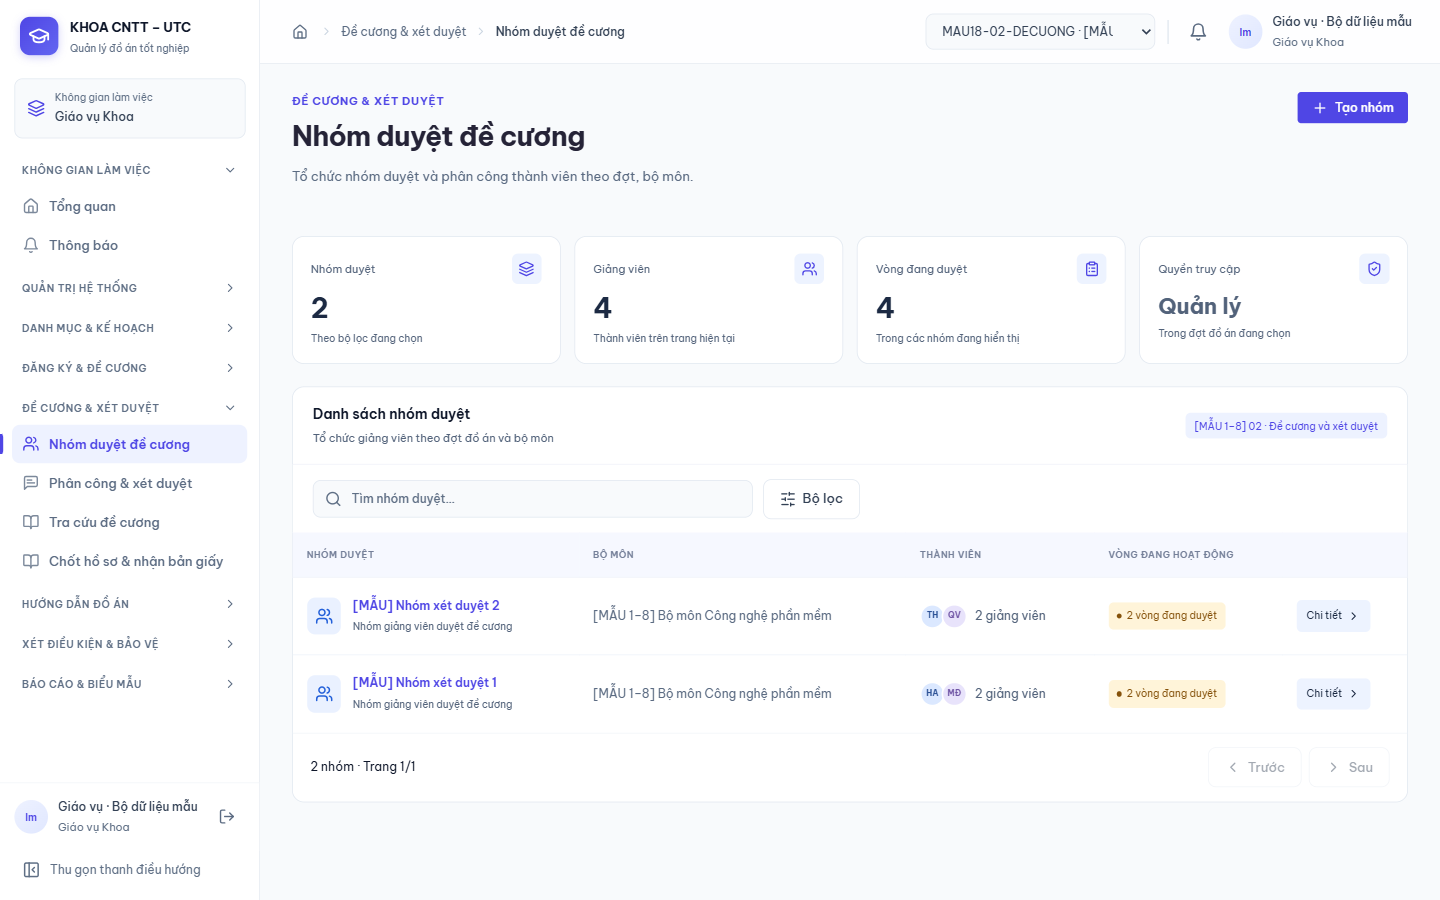 KHOA CNTT – UTC
Quản lý đồ án tốt nghiệp
Không gian làm việc
Giáo vụ Khoa
KHÔNG GIAN LÀM VIỆC
Tổng quan
Thông báo
QUẢN TRỊ HỆ THỐNG
DANH MỤC & KẾ HOẠCH
ĐĂNG KÝ & ĐỀ CƯƠNG
ĐỀ CƯƠNG & XÉT DUYỆT
Nhóm duyệt đề cương
Phân công & xét duyệt
Tra cứu đề cương
Chốt hồ sơ & nhận bản giấy
HƯỚNG DẪN ĐỒ ÁN
XÉT ĐIỀU KIỆN & BẢO VỆ
BÁO CÁO & BIỂU MẪU
Im
Giáo vụ · Bộ dữ liệu mẫu
Giáo vụ Khoa
Thu gọn thanh điều hướng
Đề cương & xét duyệt
Nhóm duyệt đề cương
MAU18-02-DECUONG · [MẪU
Im
Giáo vụ · Bộ dữ liệu mẫu
Giáo vụ Khoa
ĐỀ CƯƠNG & XÉT DUYỆT
Nhóm duyệt đề cương
Tổ chức nhóm duyệt và phân công thành viên theo đợt, bộ môn.
Tạo nhóm
Nhóm duyệt
2
Theo bộ lọc đang chọn
Giảng viên
4
Thành viên trên trang hiện tại
Vòng đang duyệt
4
Trong các nhóm đang hiển thị
Quyền truy cập
Quản lý
Trong đợt đồ án đang chọn
Danh sách nhóm duyệt
Tổ chức giảng viên theo đợt đồ án và bộ môn
[MẪU 1–8] 02 · Đề cương và xét duyệt
Tìm nhóm duyệt...
Bộ lọc
NHÓM DUYỆT
BỘ MÔN
THÀNH VIÊN
VÒNG ĐANG HOẠT ĐỘNG
[MẪU] Nhóm xét duyệt 2
Nhóm giảng viên duyệt đề cương
[MẪU 1–8] Bộ môn Công nghệ phần mềm
TH QV 2 giảng viên
2 vòng đang duyệt
Chi tiết
[MẪU] Nhóm xét duyệt 1
Nhóm giảng viên duyệt đề cương
[MẪU 1–8] Bộ môn Công nghệ phần mềm
HA MĐ 2 giảng viên
2 vòng đang duyệt
Chi tiết
2 nhóm · Trang 1/1
Trước
Sau